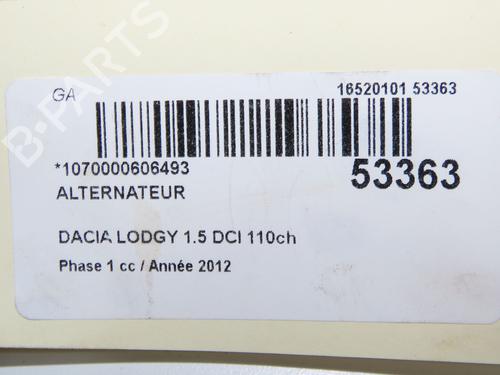 B-PARTS
GA
16520101 53363
*1070000606493
53363
ALTERNATEUR
DACIA LODGY 1.5 DCI 110ch
Phase 1 cc / Année 2012